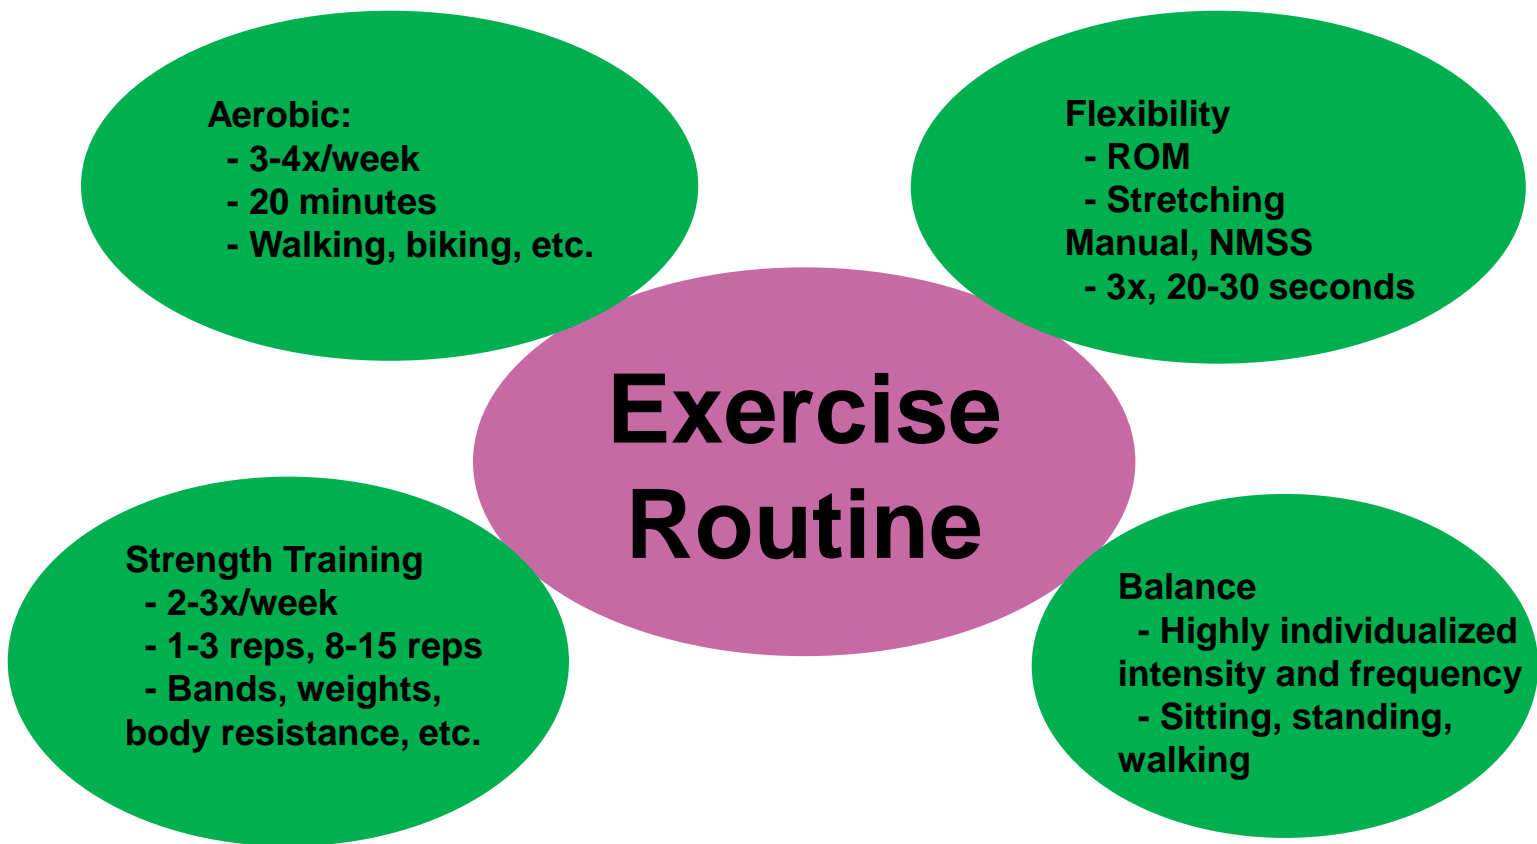 Aerobic:
- 3-4x/week
- 20 minutes
- Walking, biking, etc.
Flexibility
- ROM
- Stretching
Manual, NMSS
- 3x, 20-30 seconds
Exercise
Routine
Strength Training
- 2-3x/week
- 1-3 reps, 8-15 reps
- Bands, weights,
body resistance, etc.
Balance
- Highly individualized
intensity and frequency
- Sitting, standing,
walking